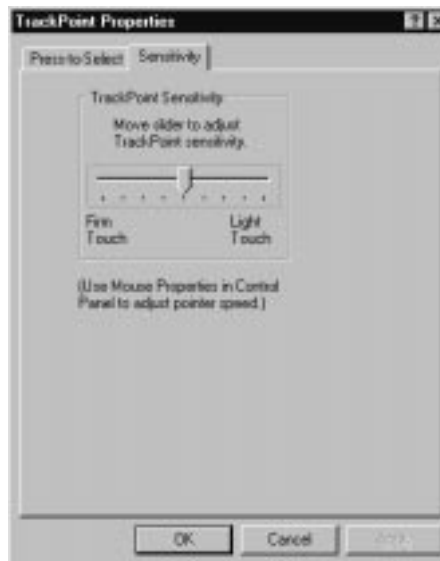 TrackPoint Properties
Press-to-Select Sensitivity
TrackPoint Sensitivity
Move slider to adjust
TrackPoint sensitivity.
Firm Light
Touch Touch
(Use Mouse Properties in Control
Panel to adjust pointer speed.)
OK Cancel